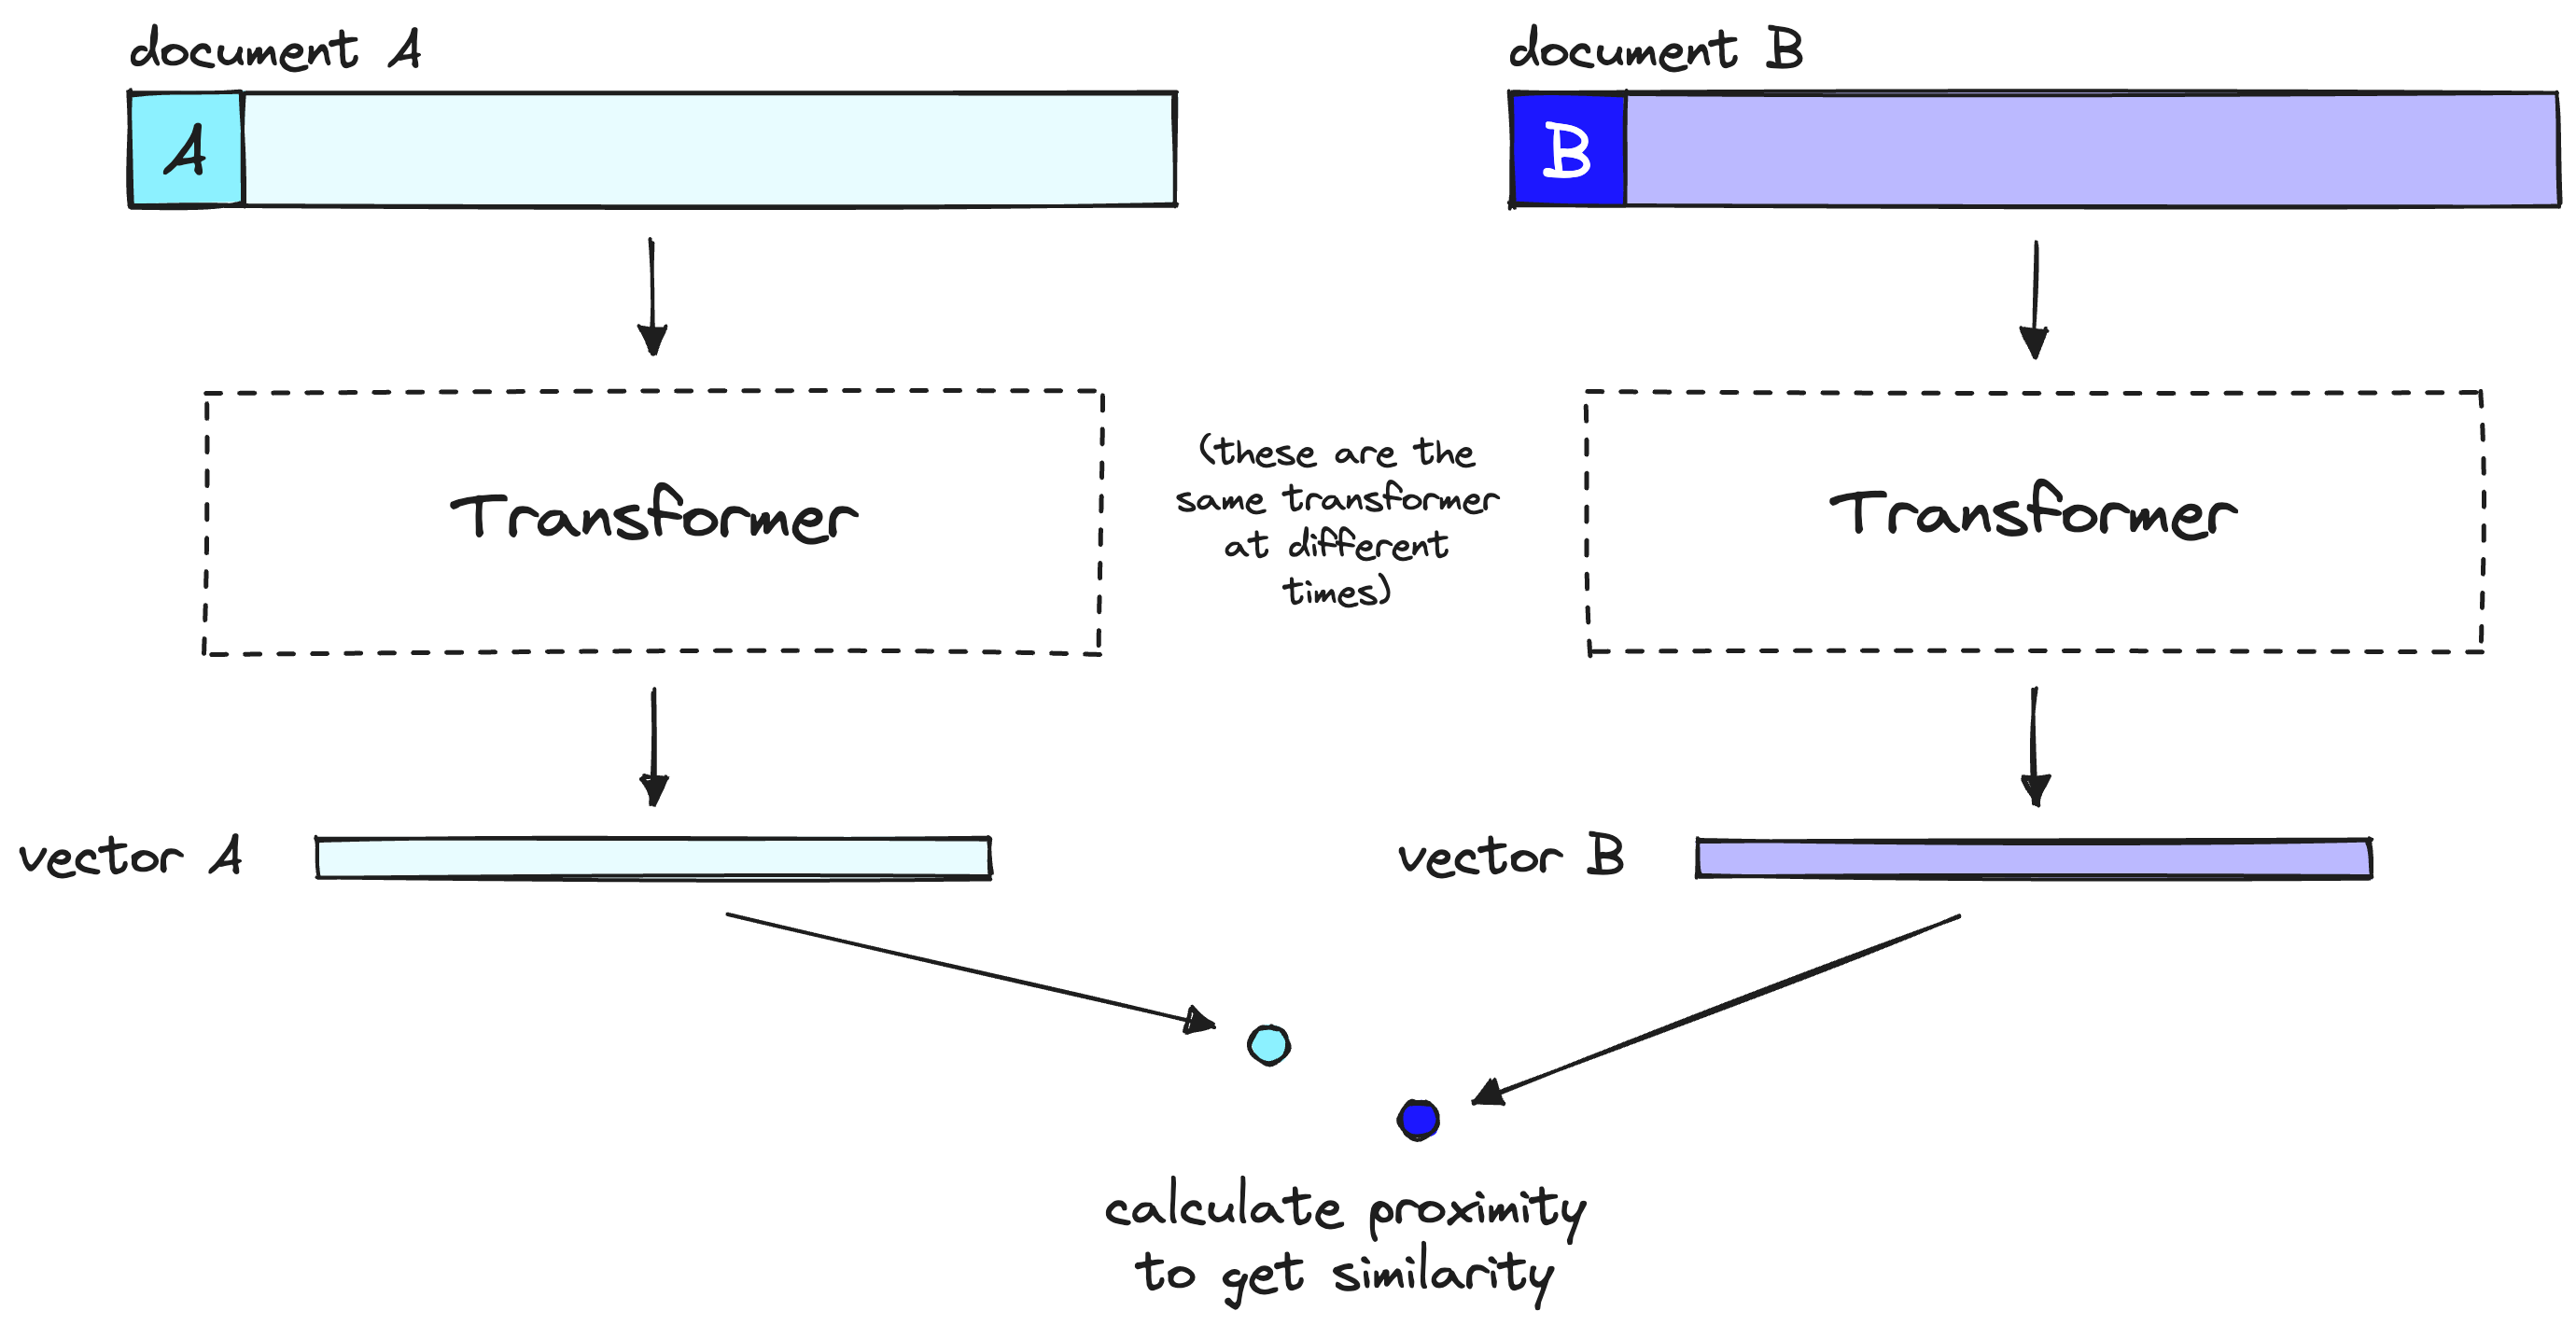 document A
document B
A
B
Transformer
(these are the
same transformer
at different
times)
Transformer
vector A
vector B
calculate proximity
to get similarity